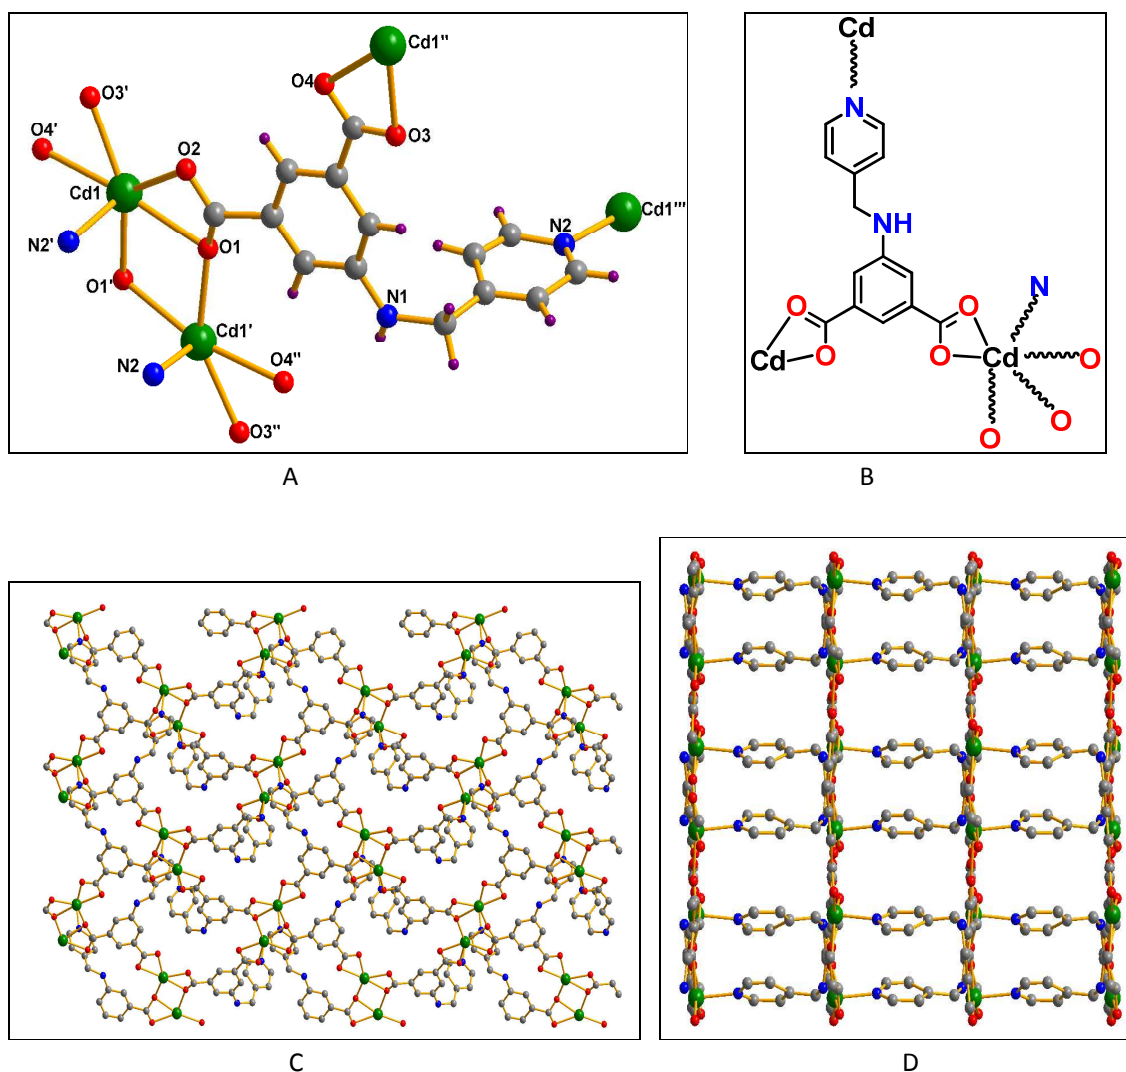 Cd1"
O4
O3'
O3
O4'
O2
Cd1
Cd1'''
N2
N2'
O1
O1'
N1
Cd1'
N2
O4"
O3"
A
Cd
N
NH
N
O
O
O
O
Cd
Cd
O
O
O
B
C
D